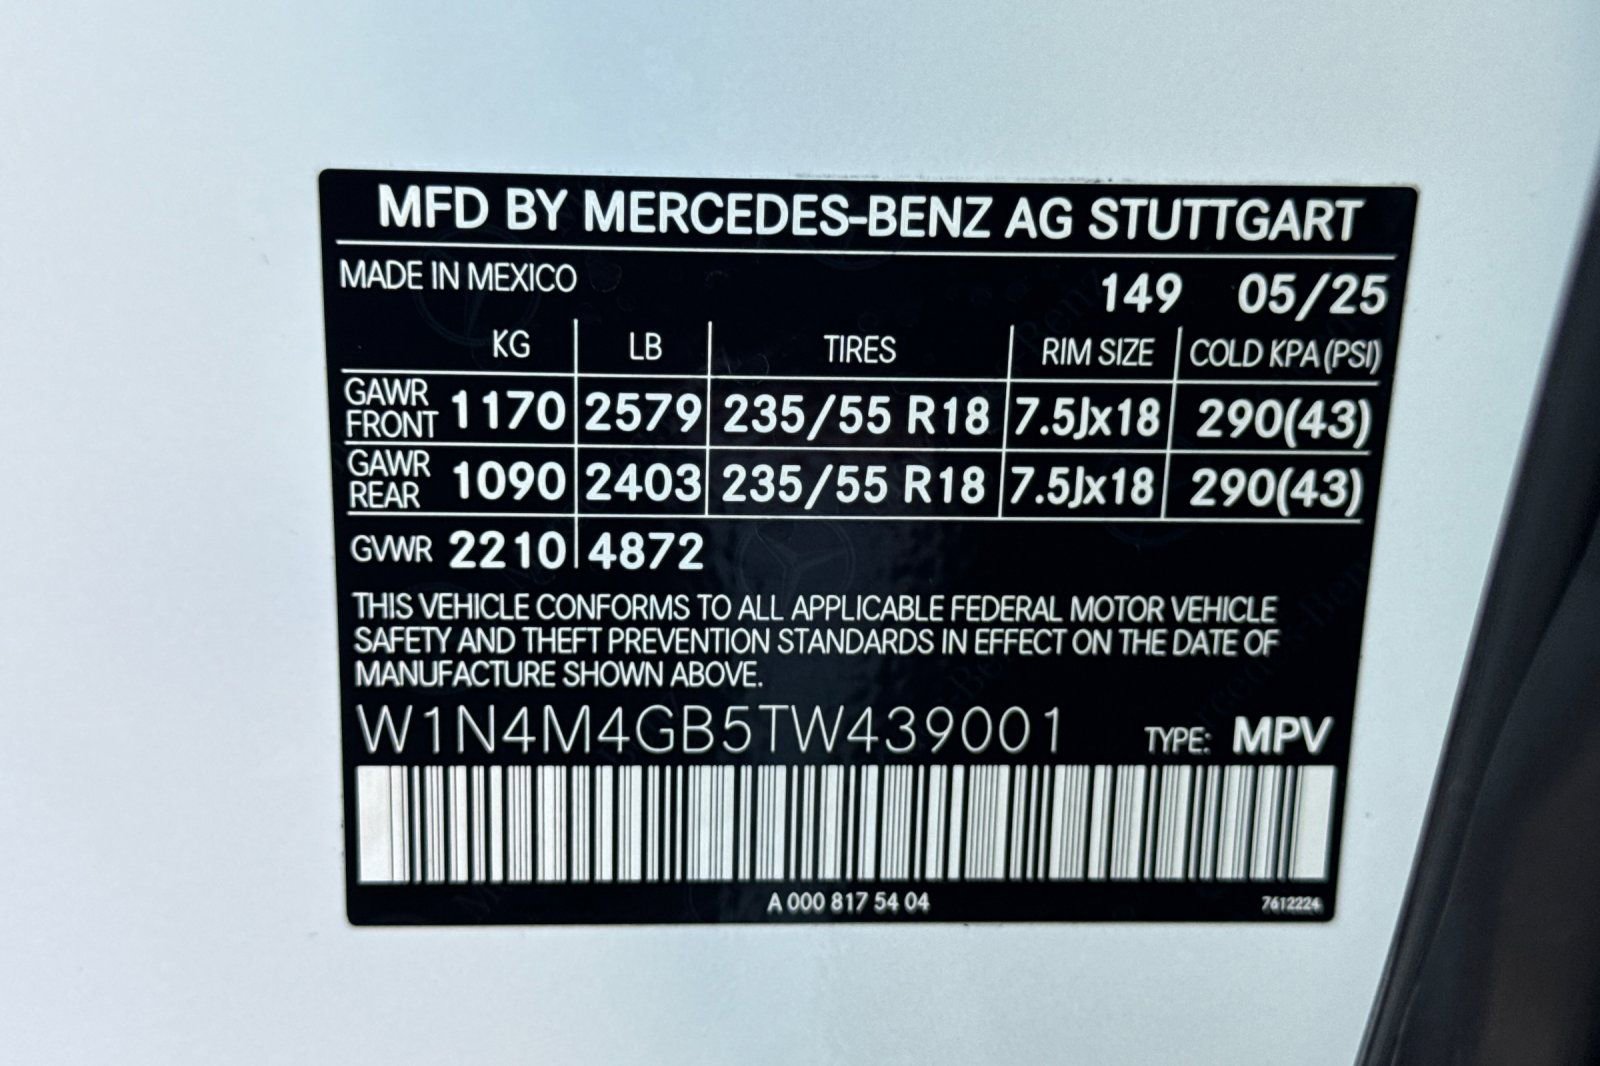 MFD BY MERCEDES-BENZ AG STUTTGART
MADE IN MEXICO 149 05/25
KG LB TIRES RIM SIZE COLD KPA (PSI)
GAWR FRONT 1170 2579 235/55 R18 7.5Jx18 290(43)
GAWR REAR 1090 2403 235/55 R18 7.5Jx18 290(43)
GVWR 2210 4872
THIS VEHICLE CONFORMS TO ALL APPLICABLE FEDERAL MOTOR VEHICLE
SAFETY AND THEFT PREVENTION STANDARDS IN EFFECT ON THE DATE OF
MANUFACTURE SHOWN ABOVE.
W1N4M4GB5TW439001 TYPE: MPV
A 000 817 54 04 7612224